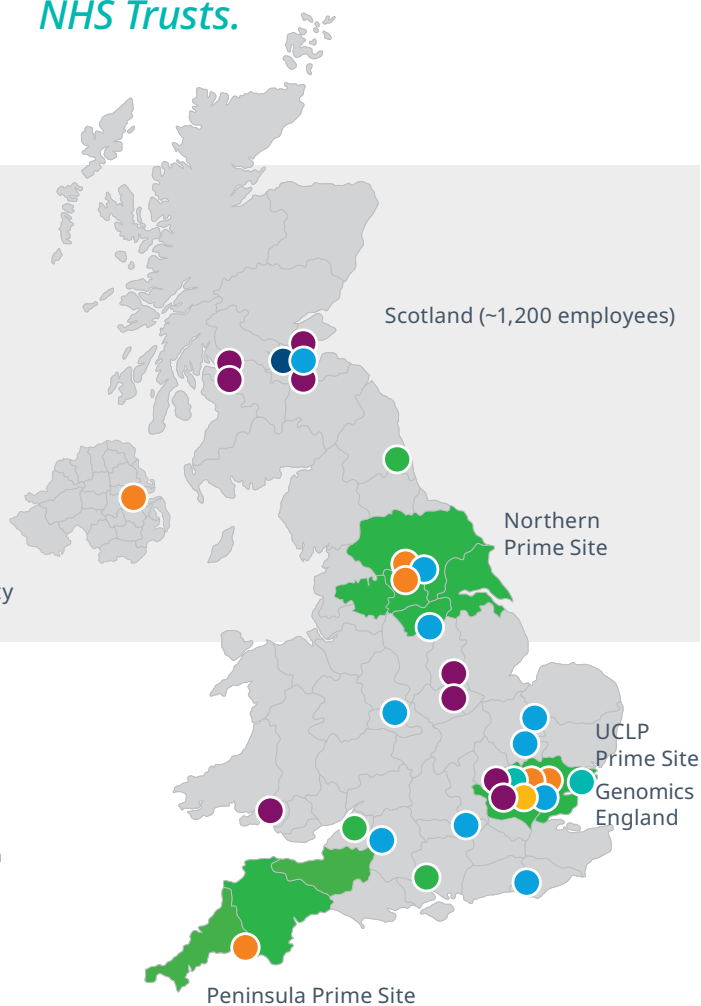 NHS Trusts.
Scotland (~1,200 employees)
Northern
Prime Site
UCLP
Prime Site
Genomics
England
Peninsula Prime Site